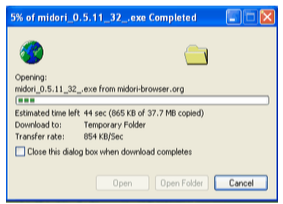 5% of midori_0.5.11_32_.exe Completed
Opening:
midori_0.5.11_32_.exe from midori-browser.org
Estimated time left 44 sec (865 KB of 37.7 MB copied)
Download to: Temporary Folder
Transfer rate: 854 KB/Sec
Close this dialog box when download completes
Open Open Folder Cancel